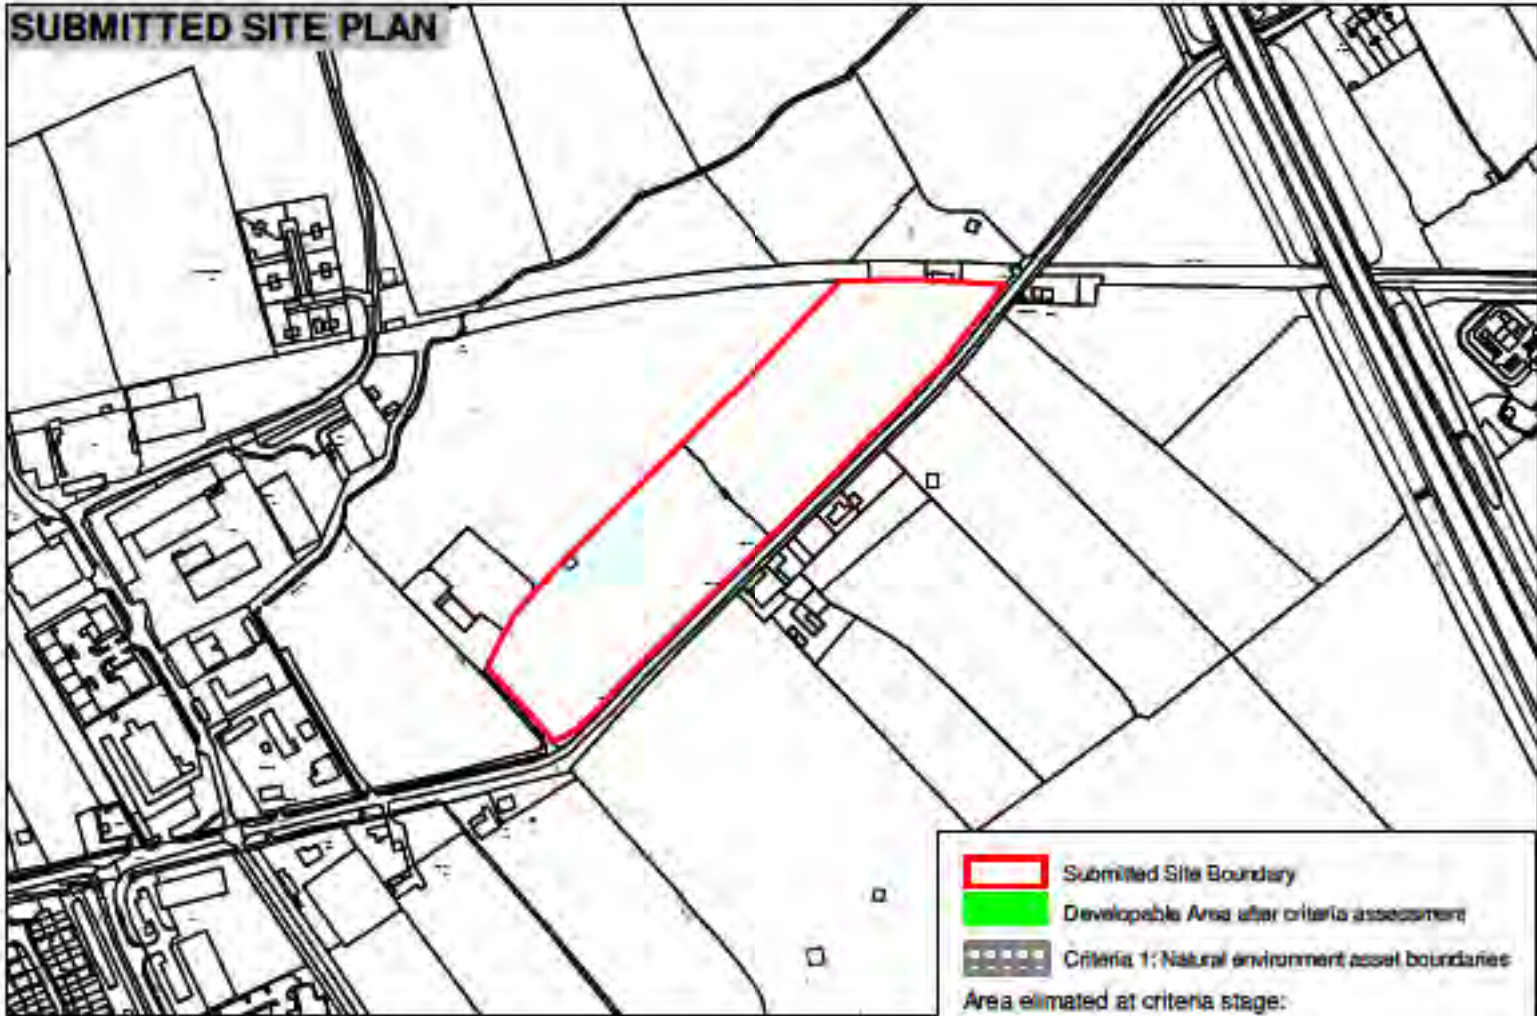 SUBMITTED SITE PLAN
Submitted Site Boundary
Developable Area after criteria assessment
Criteria 1: Natural environment asset boundaries
Area elimated at criteria stage: